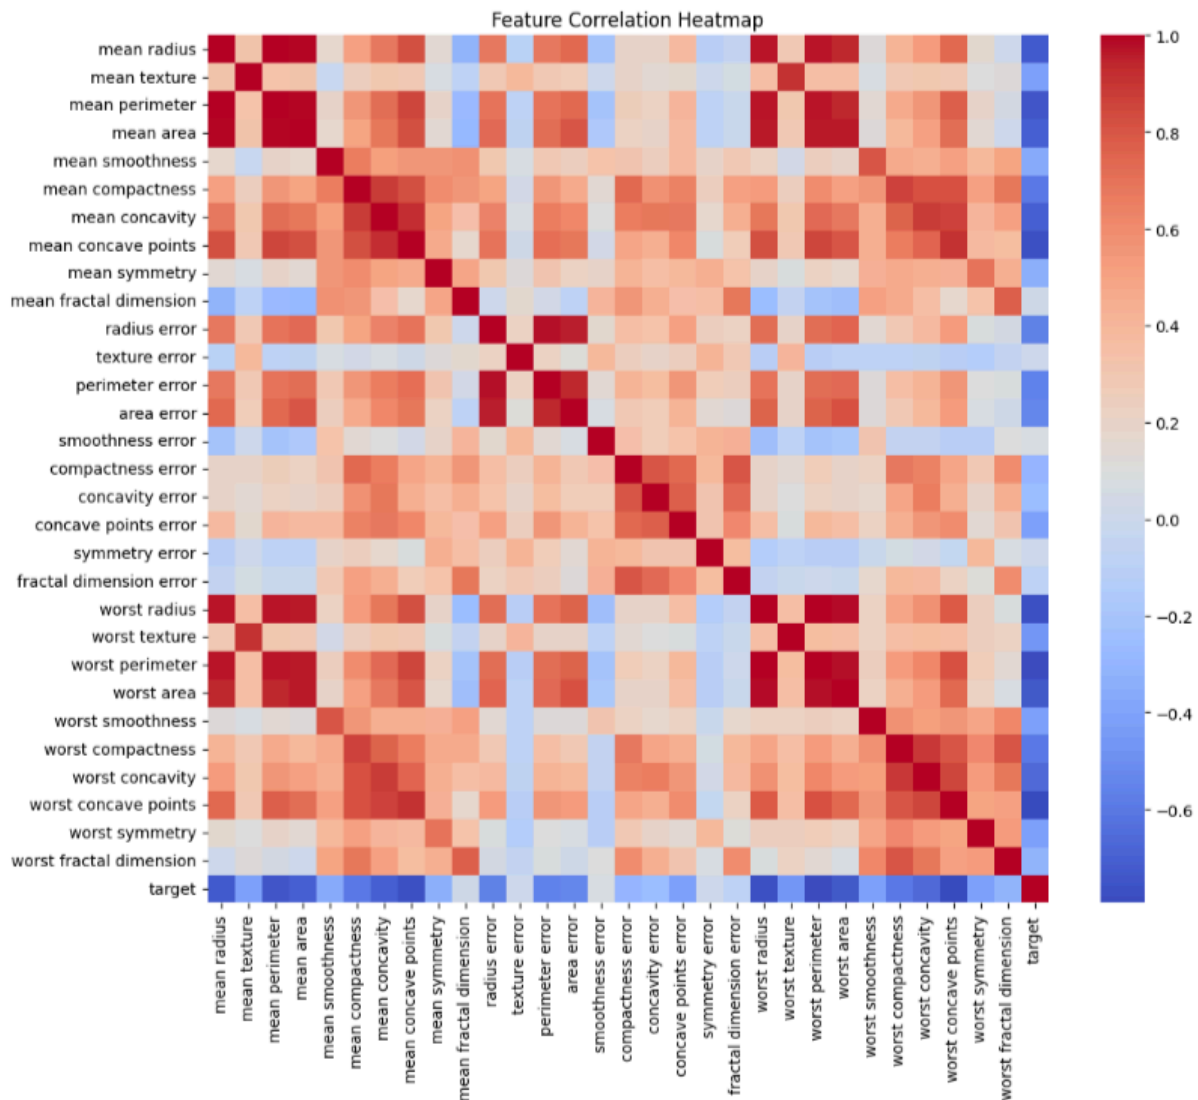 Feature Correlation Heatmap
mean radius
mean texture
mean perimeter
mean area
mean smoothness
mean compactness
mean concavity
mean concave points
mean symmetry
mean fractal dimension
radius error
texture error
perimeter error
area error
smoothness error
compactness error
concavity error
concave points error
symmetry error
fractal dimension error
worst radius
worst texture
worst perimeter
worst area
worst smoothness
worst compactness
worst concavity
worst concave points
worst symmetry
worst fractal dimension
target
mean radius
mean texture
mean perimeter
mean area
mean smoothness
mean compactness
mean concavity
mean concave points
mean symmetry
mean fractal dimension
radius error
texture error
perimeter error
area error
smoothness error
compactness error
concavity error
concave points error
symmetry error
fractal dimension error
worst radius
worst texture
worst perimeter
worst area
worst smoothness
worst compactness
worst concavity
worst concave points
worst symmetry
worst fractal dimension
target
1.0
0.8
0.6
0.4
0.2
0.0
−0.2
−0.4
−0.6